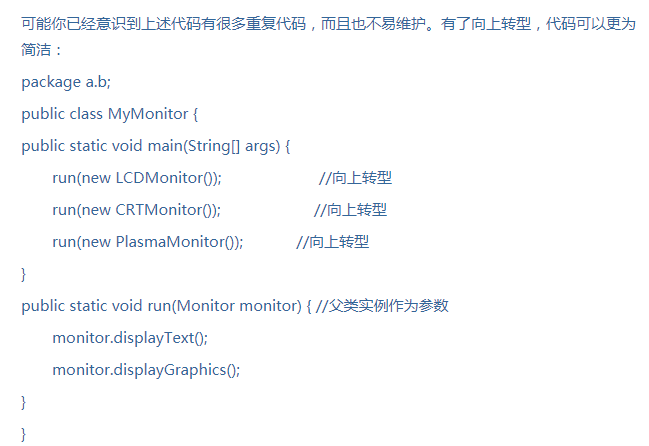 可能你已经意识到上述代码有很多重复代码，而且也不易维护。有了向上转型，代码可以更为
简洁：
package a.b;
public class MyMonitor {
public static void main(String[] args) {
run(new LCDMonitor()); //向上转型
run(new CRTMonitor()); //向上转型
run(new PlasmaMonitor()); //向上转型
}
public static void run(Monitor monitor) { //父类实例作为参数
monitor.displayText();
monitor.displayGraphics();
}
}